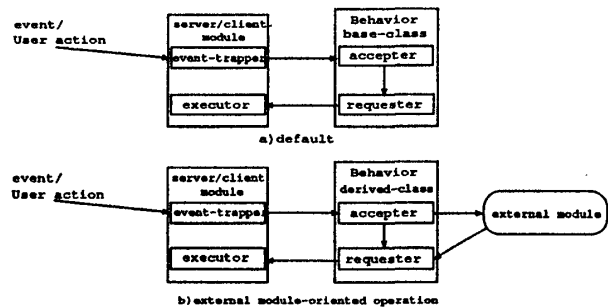 event/
User action
server/client
module
event-trapper
executor
Behavior
base-class
accepter
requester
a)default
event/
User action
server/client
module
event-trapper
executor
Behavior
derived-class
accepter
requester
external module
b)external module-oriented operation